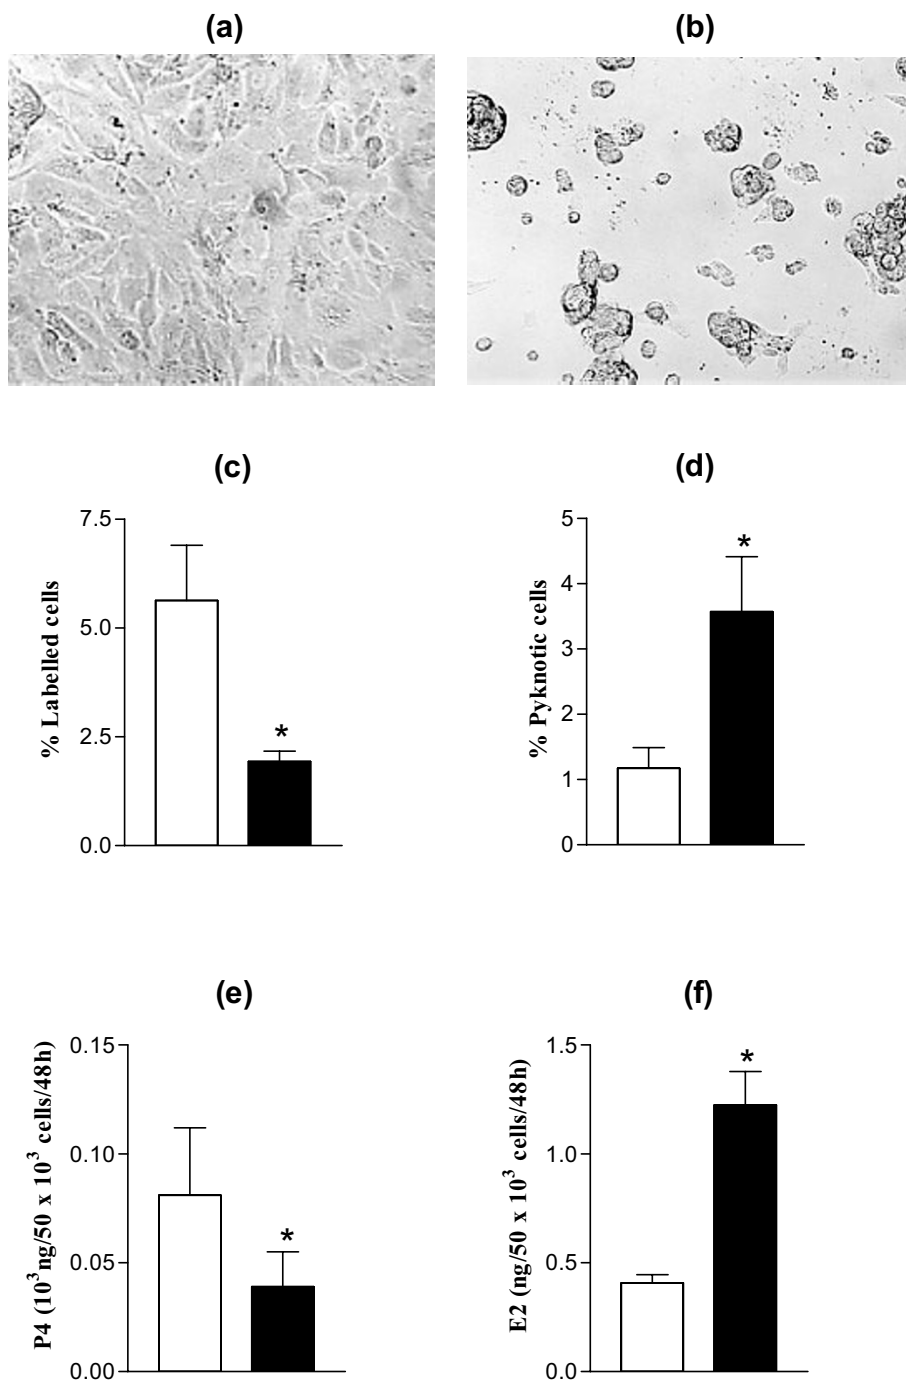 (a)
(b)
(c)
(d)
7.5
5.0
2.5
0.0
% Labelled cells
*
5
4
3
2
1
0
% Pyknotic cells
*
(e)
(f)
0.15
0.10
0.05
0.00
P4 (10³ng/50 x 10³ cells/48h)
*
1.5
1.0
0.5
0.0
E2 (ng/50 x 10³ cells/48h)
*